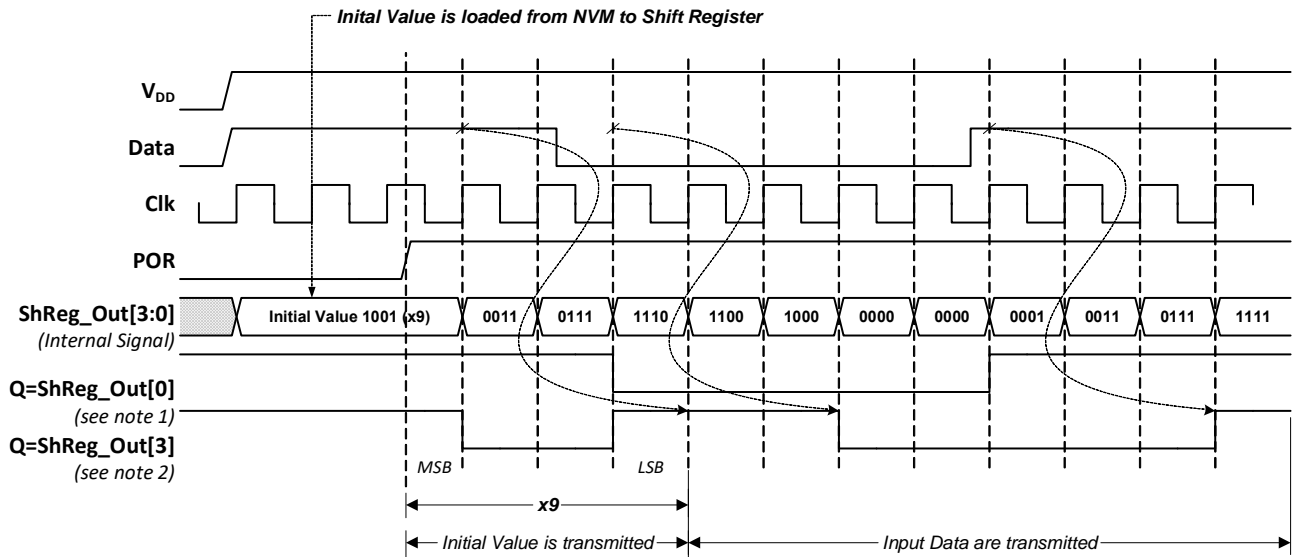 Inital Value is loaded from NVM to Shift Register
VDD
Data
Clk
POR
ShReg_Out[3:0]
(Internal Signal)
Initial Value 1001 (x9) 0011 0111 1110 1100 1000 0000 0000 0001 0011 0111 1111
Q=ShReg_Out[0]
(see note 1)
Q=ShReg_Out[3]
(see note 2)
MSB LSB
x9
Initial Value is transmitted Input Data are transmitted